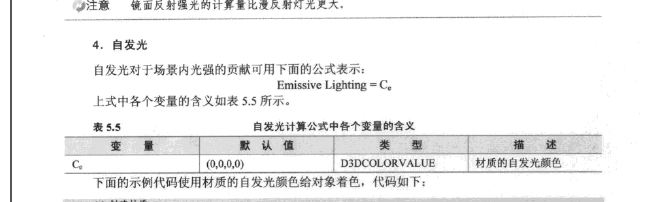 注意 镜面反射强光的计算量比漫反射灯光更大。
4．自发光
自发光对于场景内光强的贡献可用下面的公式表示：
Emissive Lighting = Ce
上式中各个变量的含义如表 5.5 所示。
表 5.5 自发光计算公式中各个变量的含义
变 量 默 认 值 类 型 描 述
Ce (0,0,0,0) D3DCOLORVALUE 材质的自发光颜色
下面的示例代码使用材质的自发光颜色给对象着色，代码如下：